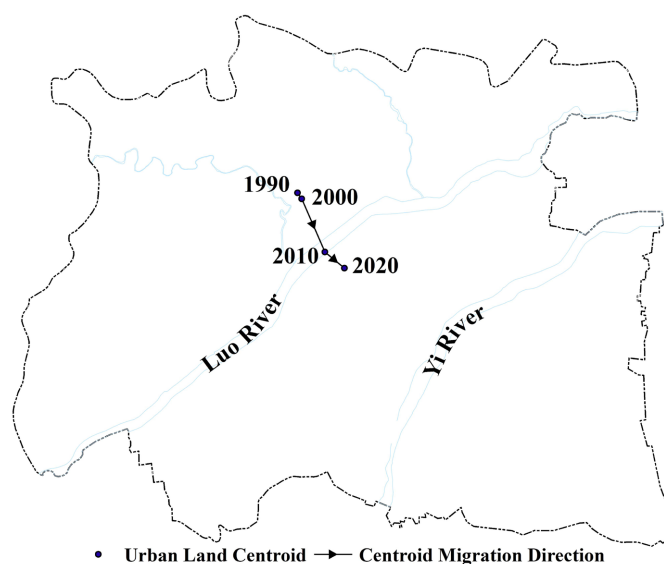 1990
2000
2010
2020
Luo River
Yi River
Urban Land Centroid
Centroid Migration Direction